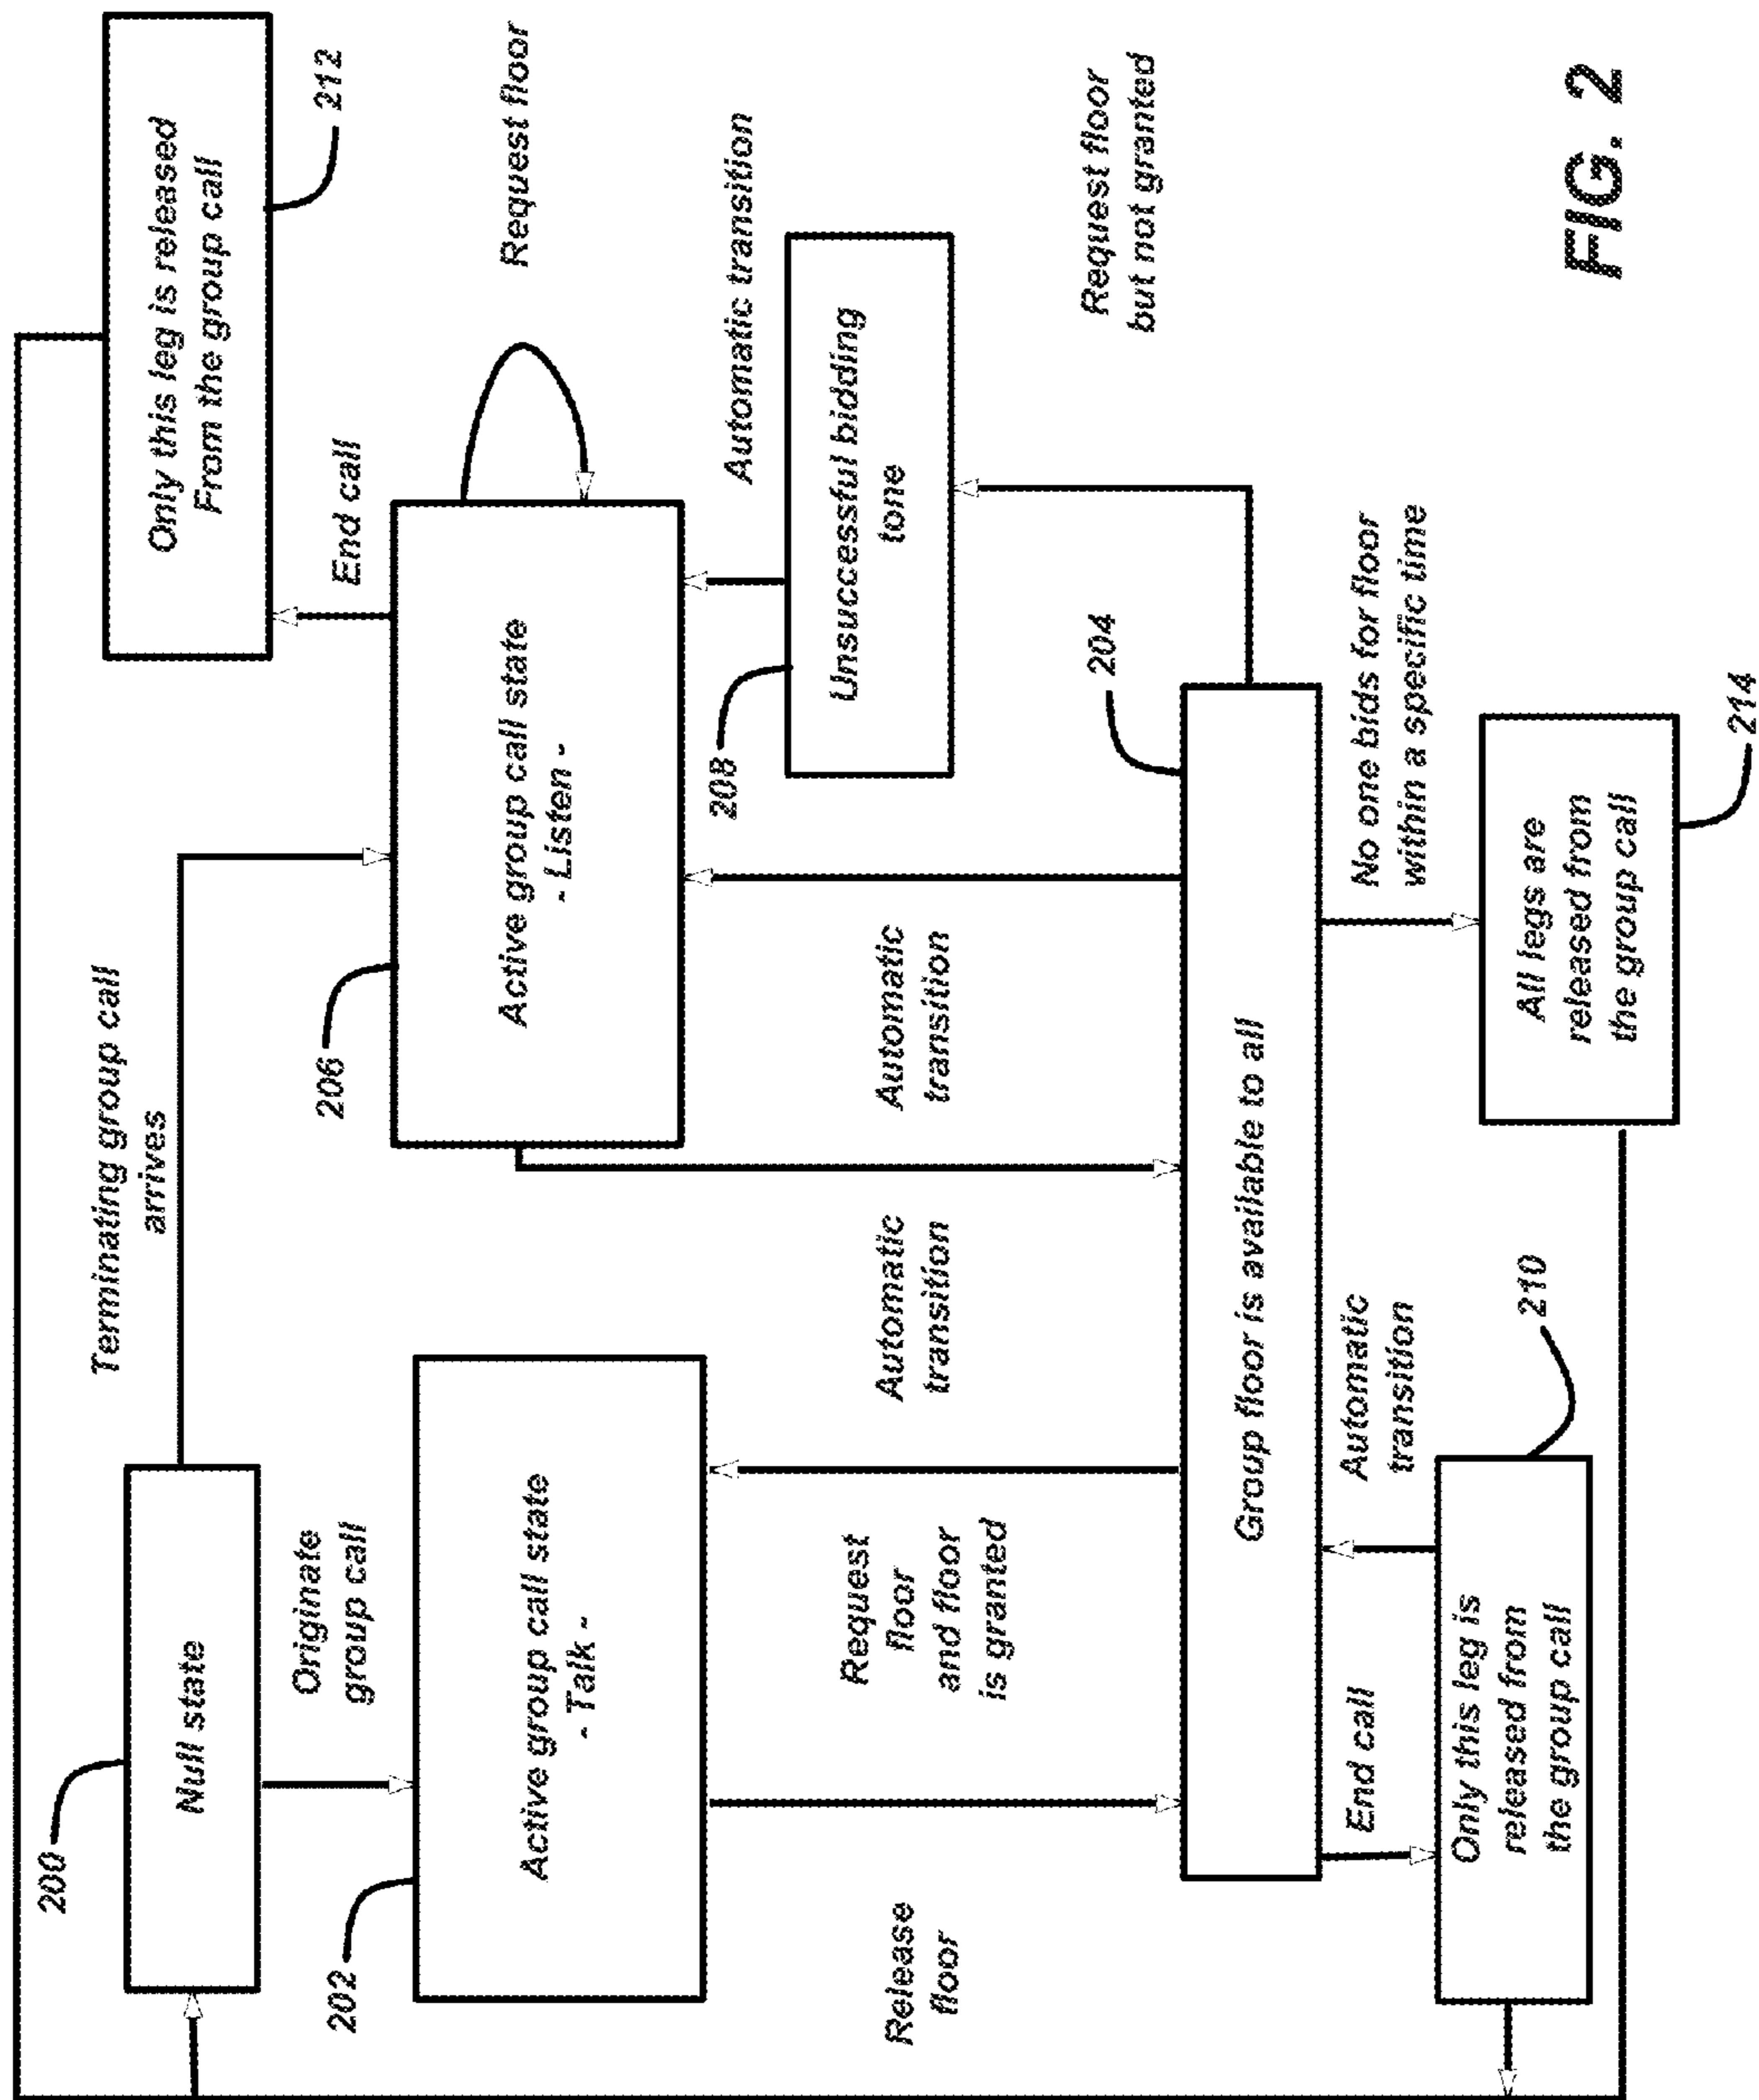 200
Null state
Terminating group call
arrives
Only this leg is released
From the group call
212
Originate
group call
End call
Request floor
202
Active group call state
- Talk -
206
Active group call state
- Listen -
Automatic transition
208
Unsuccessful bidding
tone
Release
floor
Request
floor
and floor
is granted
Automatic
transition
Automatic
transition
Request floor
but not granted
204
Group floor is available to all
End call
Automatic
transition
No one bids for floor
within a specific time
Only this leg is
released from
the group call
210
All legs are
released from
the group call
214
FIG. 2